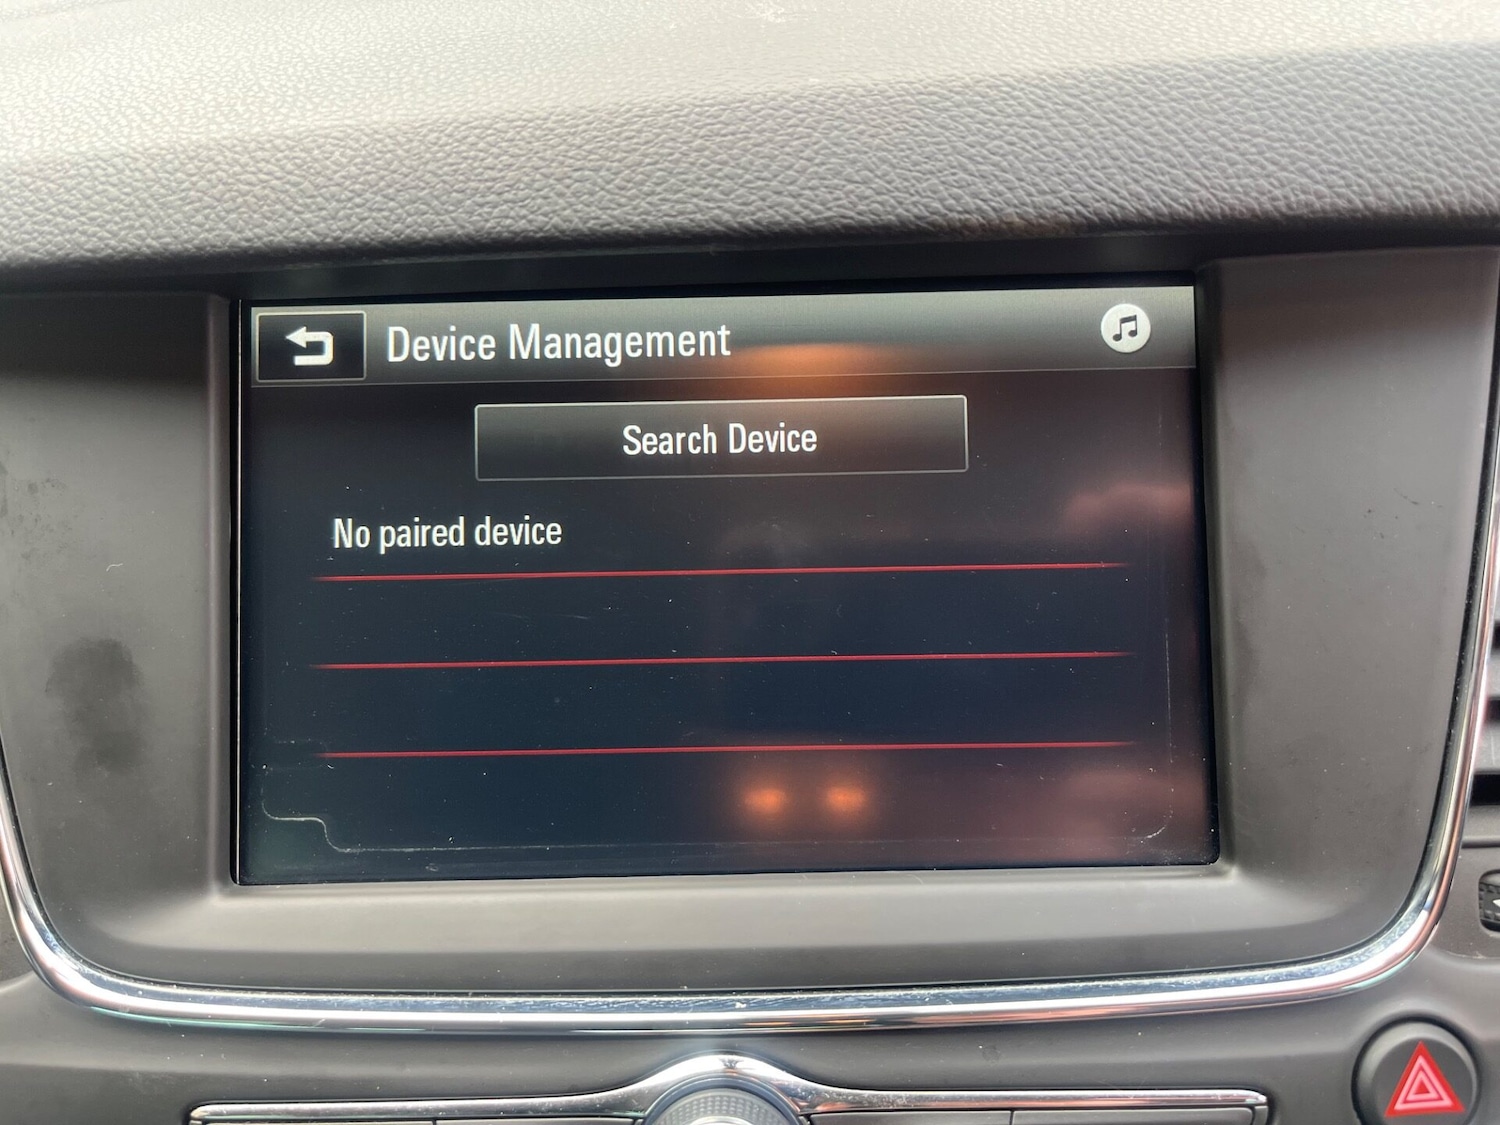 Device Management
Search Device
No paired device